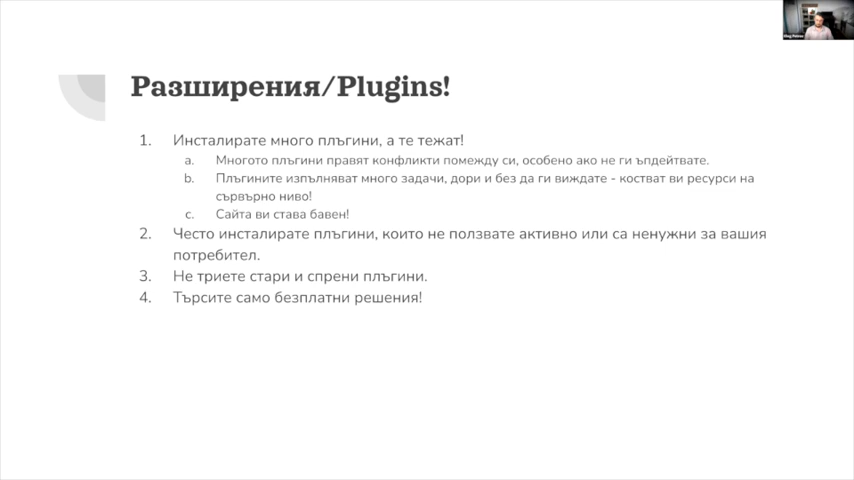 Разширения/Plugins!
1. Инсталирате много плъгини, а те тежат!
a. Многото плъгини правят конфликти помежду си, особено ако не ги ъпдейтвате.
b. Плъгините изпълняват много задачи, дори и без да ги виждате - костват ви ресурси на
сървърно ниво!
c. Сайта ви става бавен!
2. Често инсталирате плъгини, които не ползвате активно или са ненужни за вашия
потребител.
3. Не триете стари и спрени плъгини.
4. Търсите само безплатни решения!